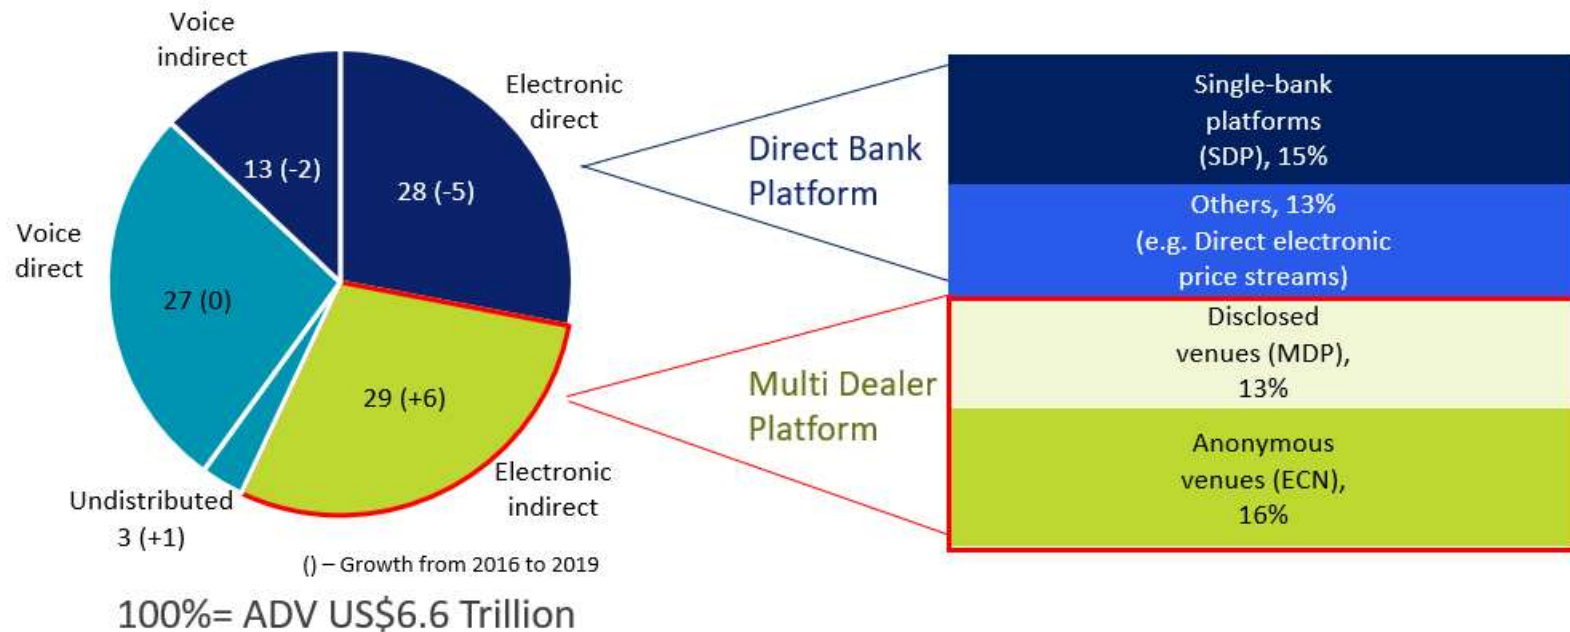 Voice
indirect
Electronic
direct
13 (-2)
28 (-5)
Voice
direct
27 (0)
29 (+6)
Electronic
indirect
Undistributed
3 (+1)
() – Growth from 2016 to 2019
100%= ADV US$6.6 Trillion
Direct Bank
Platform
Multi Dealer
Platform
Single-bank
platforms
(SDP), 15%
Others, 13%
(e.g. Direct electronic
price streams)
Disclosed
venues (MDP),
13%
Anonymous
venues (ECN),
16%